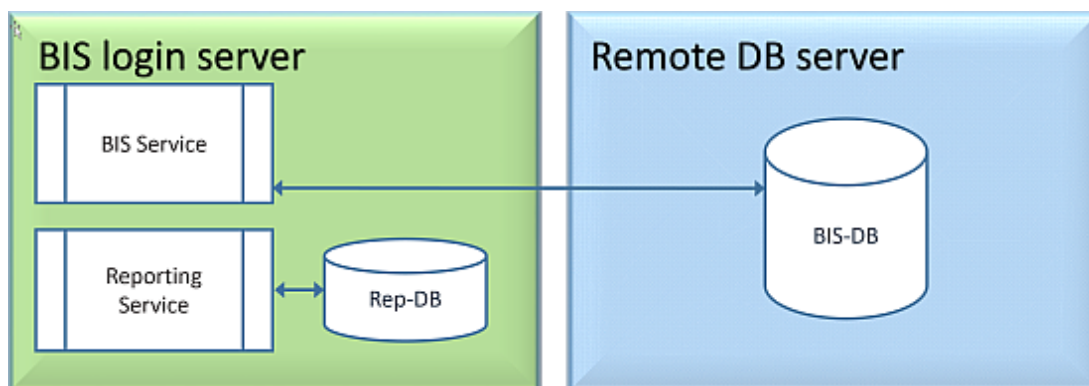 BIS login server
Remote DB server
BIS Service
BIS-DB
Reporting
Service
Rep-DB